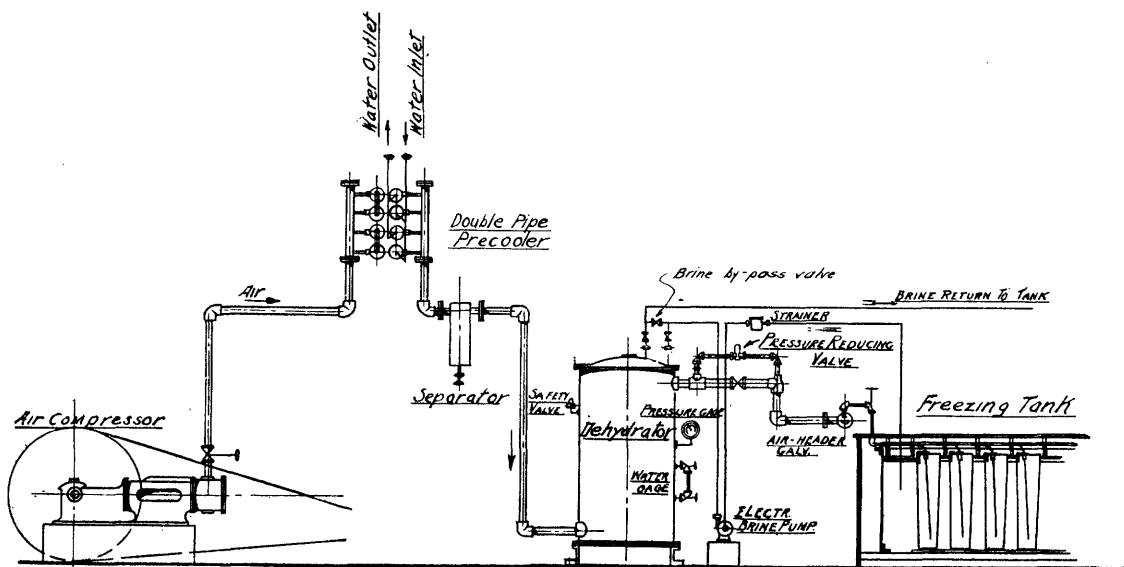 Water Outlet
Water Inlet
Double Pipe
Precooler
Air
Brine by-pass valve
BRINE RETURN TO TANK
STRAINER
PRESSURE REDUCING
VALVE
Separator
SAFETY
VALVE
PRESSURE GAGE
Dehydrator
Freezing Tank
Air Compressor
AIR-HEADER
GALV.
WATER
GAGE
ELECTR.
BRINE PUMP.